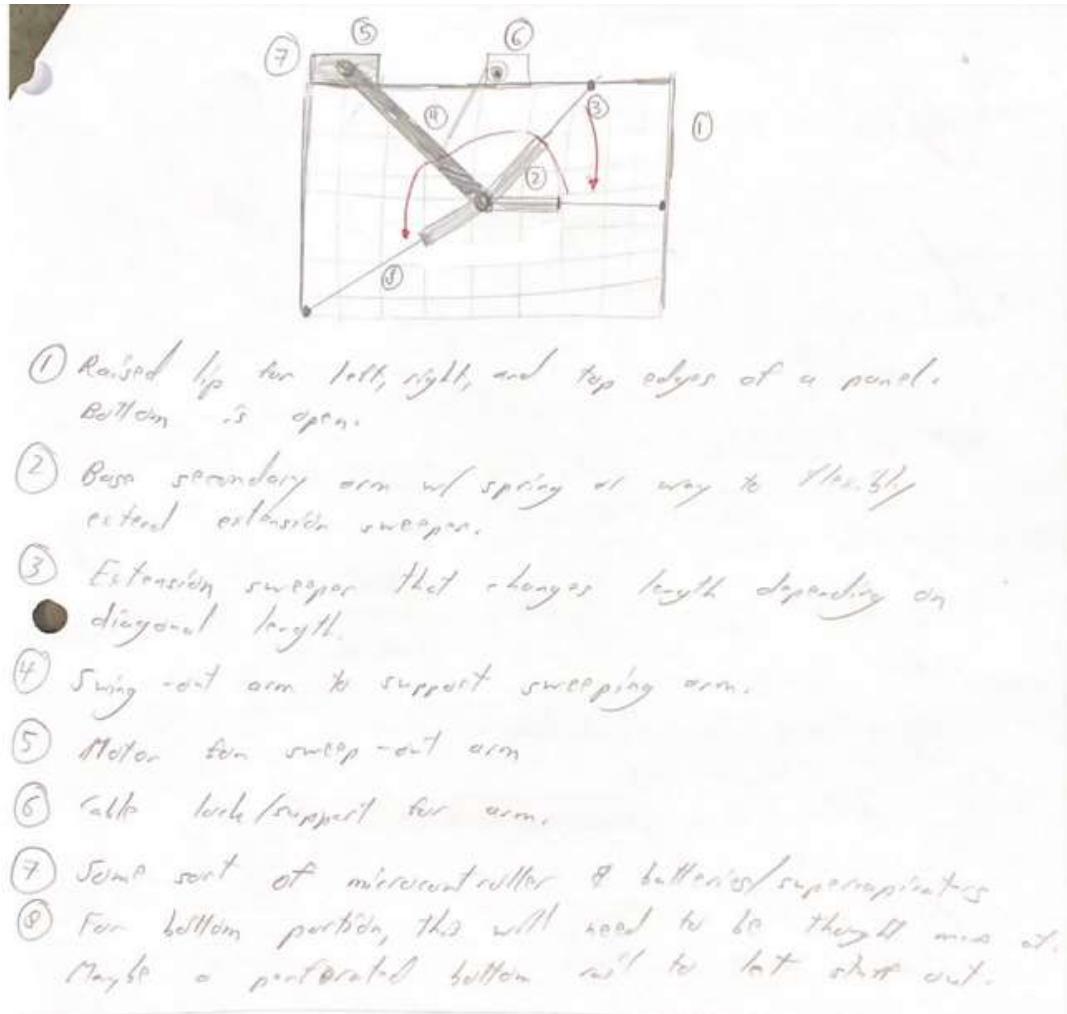 ⑤ ⑥
⑦
④ ③ ①
②
⑧
① Raised lip for left, right, and top edges of a panel.
Bottom is open.
② Base secondary arm w/ spring or way to flexibly
extend extension sweeper.
③ Extension sweeper that changes length depending on
diagonal length.
④ Swing-out arm to support sweeping arm.
⑤ Motor for sweep-out arm
⑥ Cable lock/support for arm.
⑦ Some sort of microcontroller & batteries/supercapacitors
⑧ For bottom portion, this will need to be thought more of.
Maybe a perforated bottom rail to let stuff out.